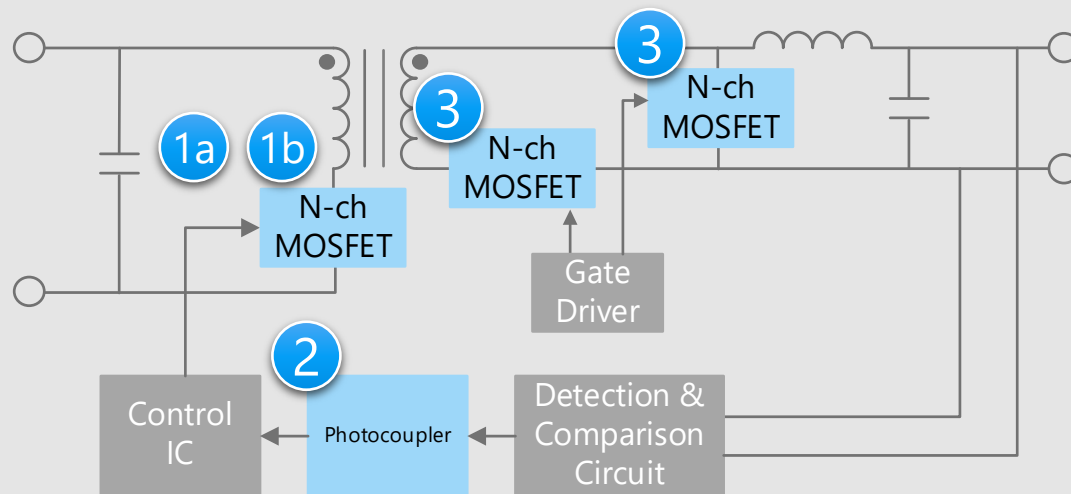 3
N-ch
MOSFET
3
N-ch
MOSFET
1a
1b
N-ch
MOSFET
Gate
Driver
2
Control
IC
Photocoupler
Detection &
Comparison
Circuit